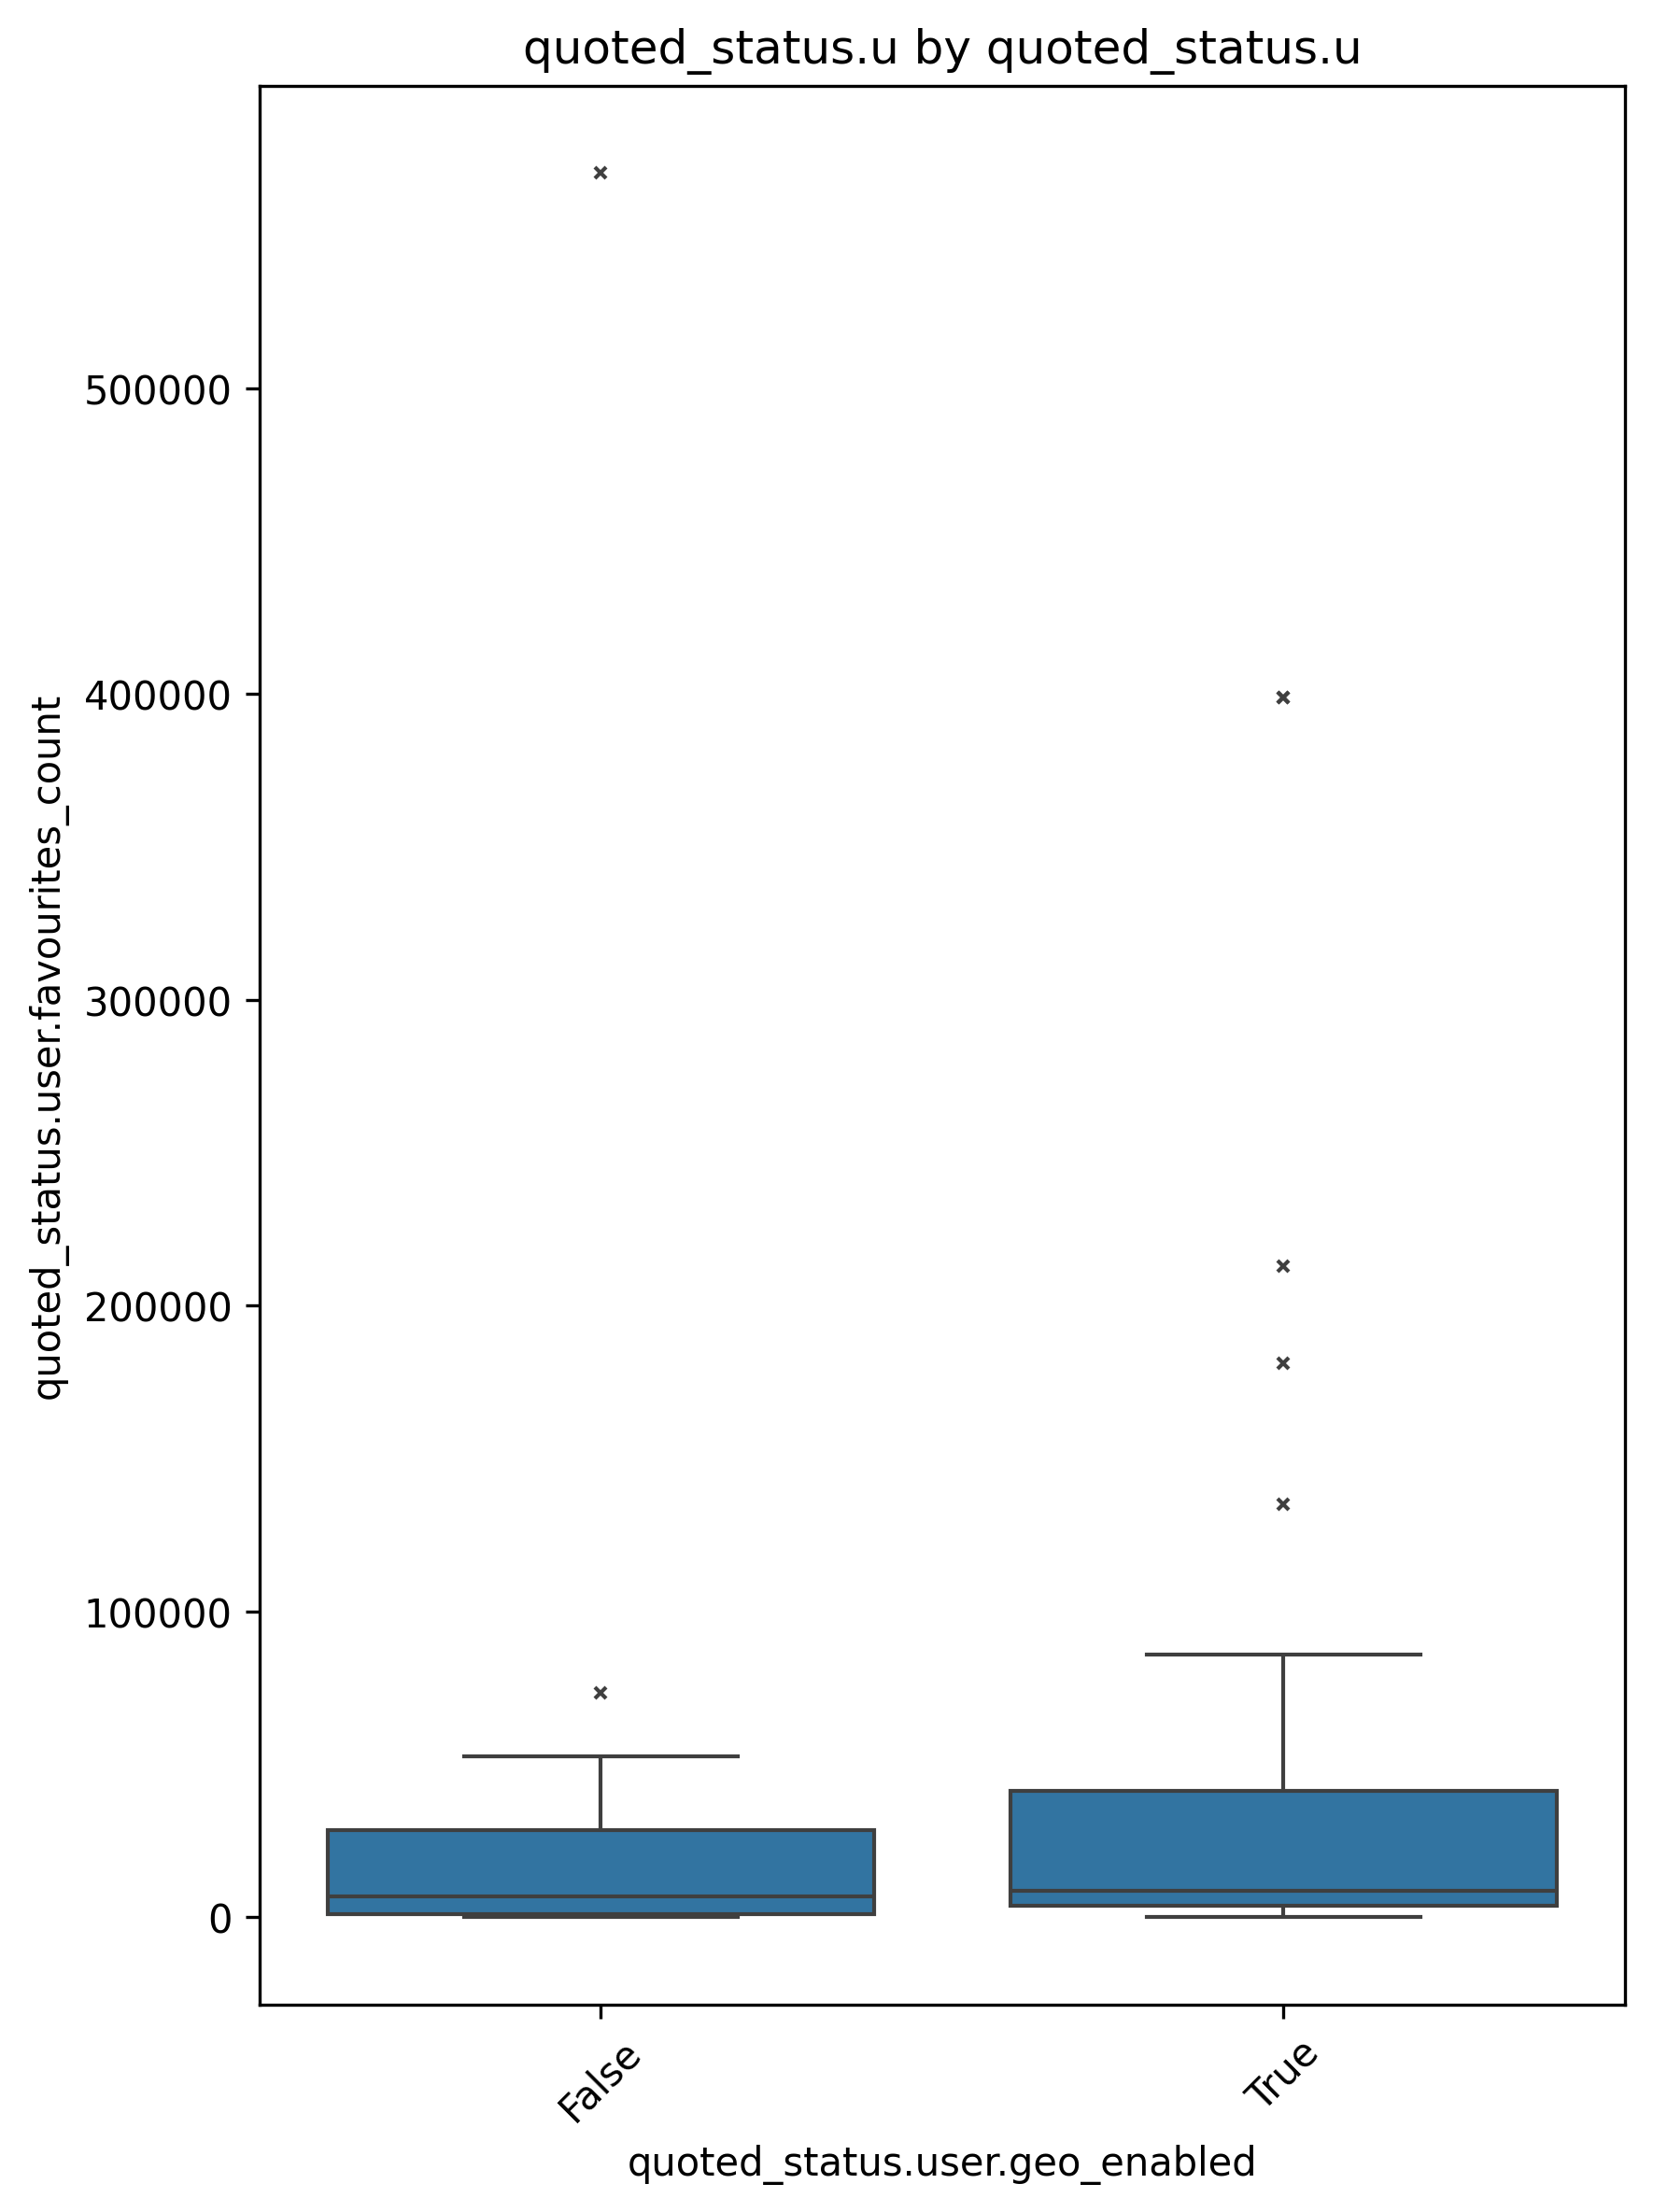 quoted_status.u by quoted_status.u
quoted_status.user.favourites_count
500000
400000
300000
200000
100000
0
False
True
quoted_status.user.geo_enabled